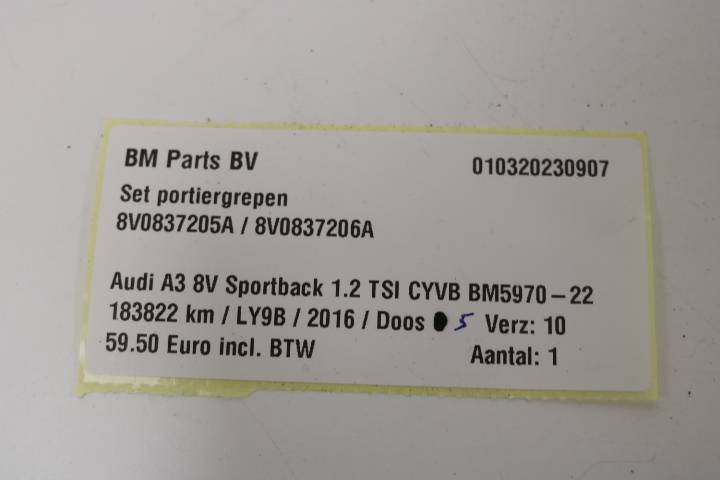 BM Parts BV 010320230907
Set portiergrepen
8V0837205A / 8V0837206A
Audi A3 8V Sportback 1.2 TSI CYVB BM5970-22
183822 km / LY9B / 2016 / Doos 5 Verz: 10
59.50 Euro incl. BTW Aantal: 1